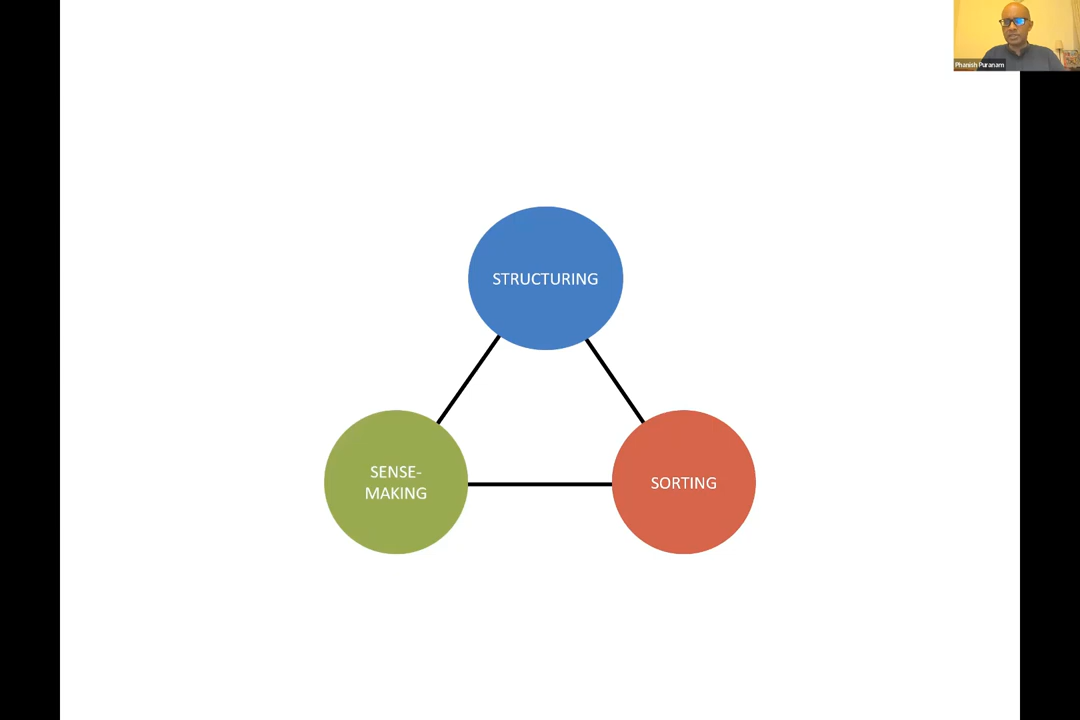 Phanish Puranam
STRUCTURING
SENSE-
MAKING
SORTING